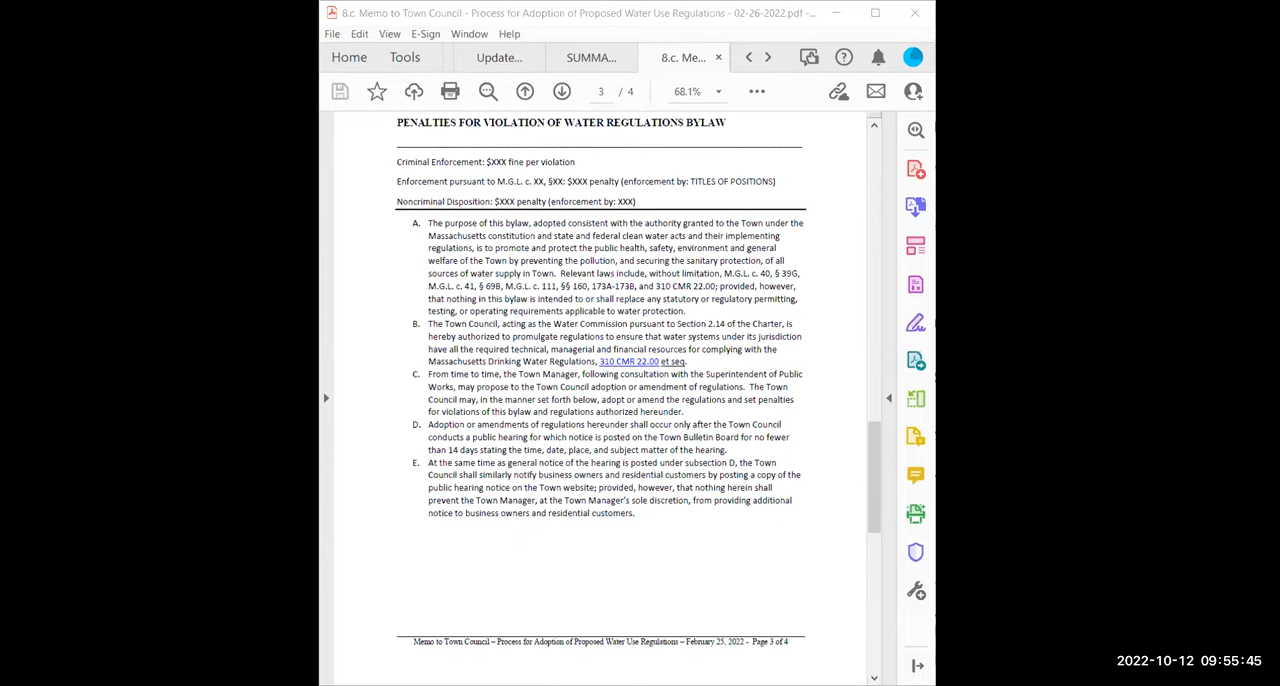 8.c. Memo to Town Council - Process for Adoption of Proposed Water Use Regulations - 02-26-2022.pdf -...
File Edit View E-Sign Window Help
Home Tools Update... SUMMA... 8.c. Me... ×
3 / 4 68.1%
PENALTIES FOR VIOLATION OF WATER REGULATIONS BYLAW
Criminal Enforcement: $XXX fine per violation
Enforcement pursuant to M.G.L. c. XX, §XX: $XXX penalty (enforcement by: TITLES OF POSITIONS)
Noncriminal Disposition: $XXX penalty (enforcement by: XXX)
A. The purpose of this bylaw, adopted consistent with the authority granted to the Town under the
Massachusetts constitution and state and federal clean water acts and their implementing
regulations, is to promote and protect the public health, safety, environment and general
welfare of the Town by preventing the pollution, and securing the sanitary protection, of all
sources of water supply in Town. Relevant laws include, without limitation, M.G.L. c. 40, § 39G,
M.G.L. c. 41, § 69B, M.G.L. c. 111, §§ 160, 173A-173B, and 310 CMR 22.00; provided, however,
that nothing in this bylaw is intended to or shall replace any statutory or regulatory permitting,
testing, or operating requirements applicable to water protection.
B. The Town Council, acting as the Water Commission pursuant to Section 2.14 of the Charter, is
hereby authorized to promulgate regulations to ensure that water systems under its jurisdiction
have all the required technical, managerial and financial resources for complying with the
Massachusetts Drinking Water Regulations, 310 CMR 22.00 et seq.
C. From time to time, the Town Manager, following consultation with the Superintendent of Public
Works, may propose to the Town Council adoption or amendment of regulations. The Town
Council may, in the manner set forth below, adopt or amend the regulations and set penalties
for violations of this bylaw and regulations authorized hereunder.
D. Adoption or amendments of regulations hereunder shall occur only after the Town Council
conducts a public hearing for which notice is posted on the Town Bulletin Board for no fewer
than 14 days stating the time, date, place, and subject matter of the hearing.
E. At the same time as general notice of the hearing is posted under subsection D, the Town
Council shall similarly notify business owners and residential customers by posting a copy of the
public hearing notice on the Town website; provided, however, that nothing herein shall
prevent the Town Manager, at the Town Manager's sole discretion, from providing additional
notice to business owners and residential customers.
Memo to Town Council – Process for Adoption of Proposed Water Use Regulations – February 25, 2022 - Page 3 of 4
2022-10-12 09:55:45